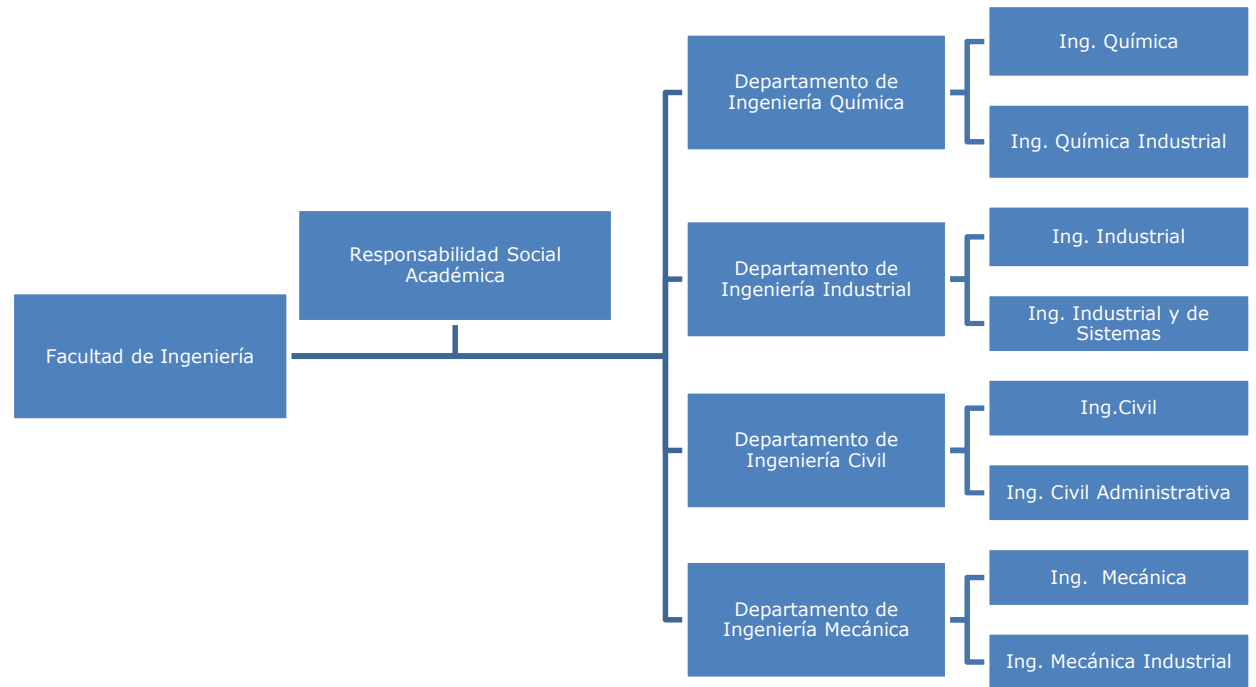 Facultad de Ingeniería
Responsabilidad Social
Académica
Departamento de
Ingeniería Química
Ing. Química
Ing. Química Industrial
Departamento de
Ingeniería Industrial
Ing. Industrial
Ing. Industrial y de
Sistemas
Departamento de
Ingeniería Civil
Ing.Civil
Ing. Civil Administrativa
Departamento de
Ingeniería Mecánica
Ing. Mecánica
Ing. Mecánica Industrial